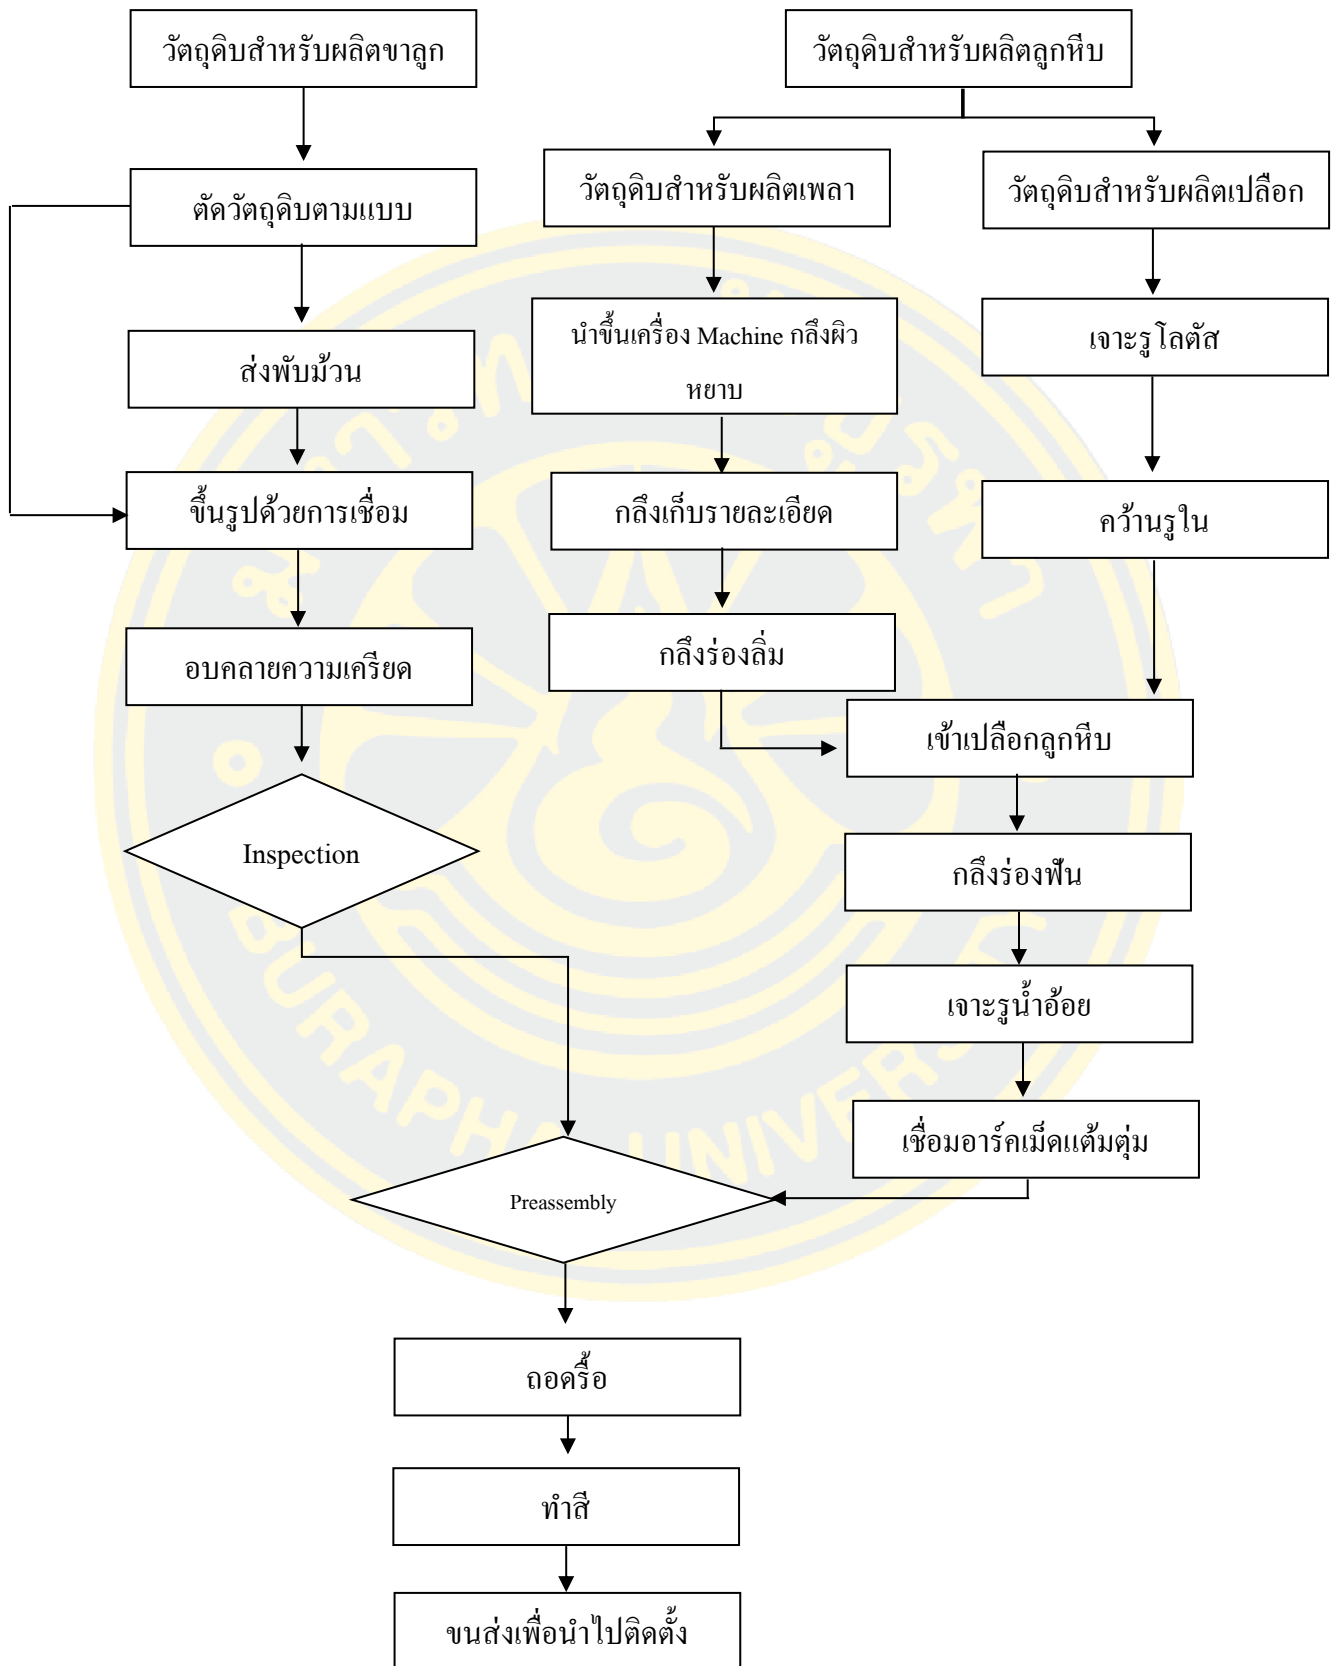 วัตถุดิบสำหรับผลิตขาลูก
วัตถุดิบสำหรับผลิตลูกหีบ
วัตถุดิบสำหรับผลิตเพลา
วัตถุดิบสำหรับผลิตเปลือก
ตัดวัตถุดิบตามแบบ
นำขึ้นเครื่อง Machine กลึงผิว
หยาบ
เจาะรูโลตัส
ส่งพับม้วน
ขึ้นรูปด้วยการเชื่อม
กลึงเก็บรายละเอียด
คว้านรูใน
อบคลายความเครียด
กลึงร่องลิ่ม
เข้าเปลือกลูกหีบ
Inspection
กลึงร่องฟัน
เจาะรูน้ำอ้อย
เชื่อมอาร์คเม็ดแต้มตุ่ม
Preassembly
ถอดรื้อ
ทำสี
ขนส่งเพื่อนำไปติดตั้ง
BURAPHA UNIVERSI